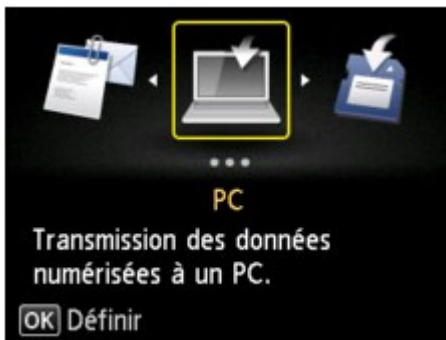 PC
Transmission des données
numérisées à un PC.
OK Définir